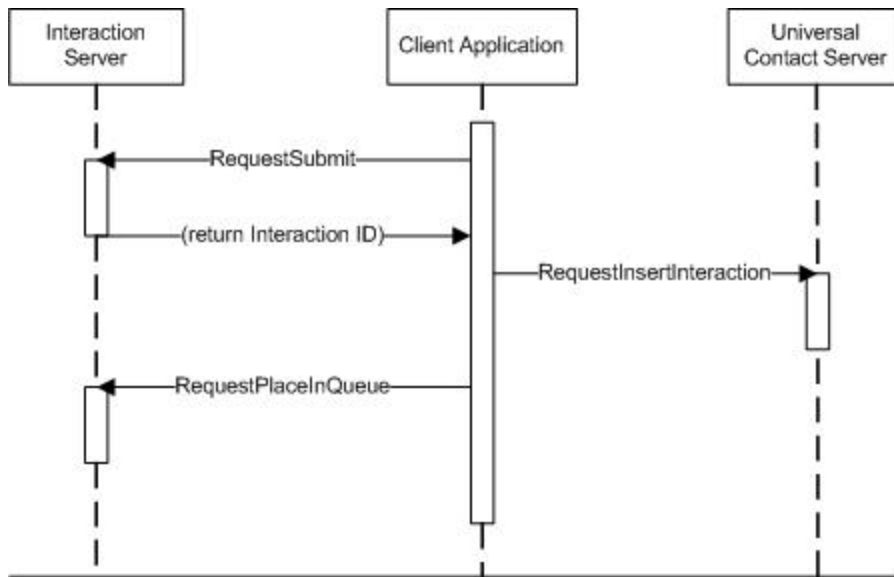 Interaction
Server
Client Application
Universal
Contact Server
RequestSubmit
(return Interaction ID)
RequestInsertInteraction
RequestPlaceInQueue